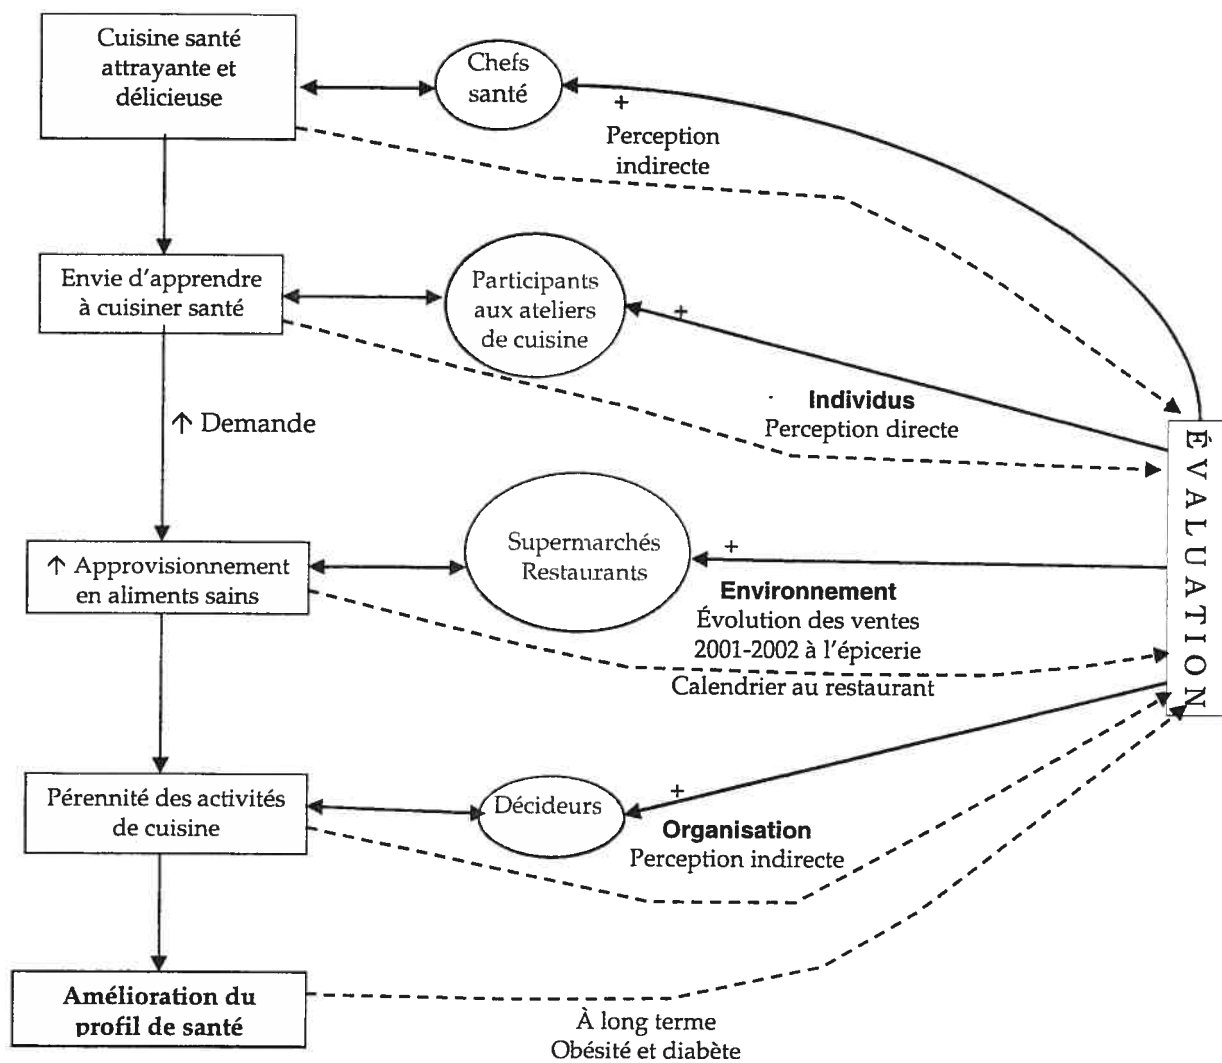 Cuisine santé
attrayante et
délicieuse
Chefs
santé
+
Perception
indirecte
Envie d'apprendre
à cuisiner santé
Participants
aux ateliers
de cuisine
+
Individus
Perception directe
↑ Demande
ÉVALUATION
↑ Approvisionnement
en aliments sains
Supermarchés
Restaurants
+
Environnement
Évolution des ventes
2001-2002 à l'épicerie
Calendrier au restaurant
Pérennité des activités
de cuisine
Décideurs
+
Organisation
Perception indirecte
Amélioration du
profil de santé
À long terme
Obésité et diabète